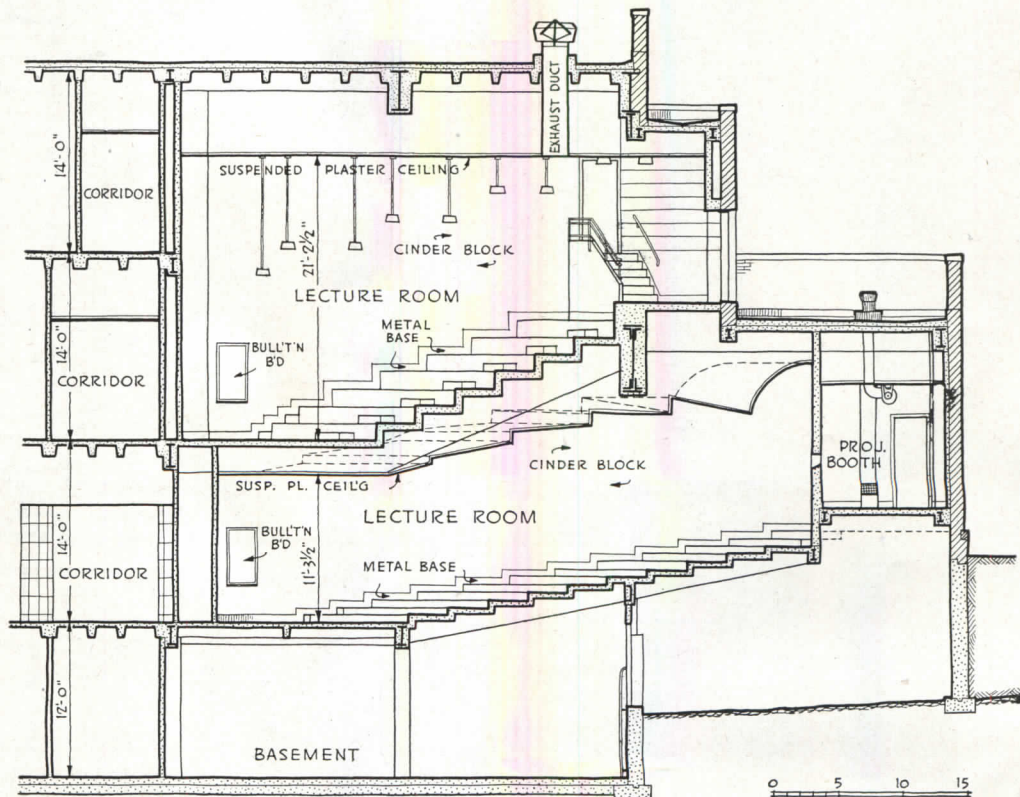 EXHAUST DUCT
14'-0"
CORRIDOR
SUSPENDED PLASTER CEILING
21'-2½"
CINDER BLOCK
LECTURE ROOM
METAL
BASE
BULL'T'N
B'D
14'-0"
CORRIDOR
SUSP. PL. CEIL'G
CINDER BLOCK
PROJ.
BOOTH
LECTURE ROOM
BULL'T'N
B'D
14'-0"
CORRIDOR
11'-3½"
METAL BASE
12'-0"
BASEMENT
0 5 10 15